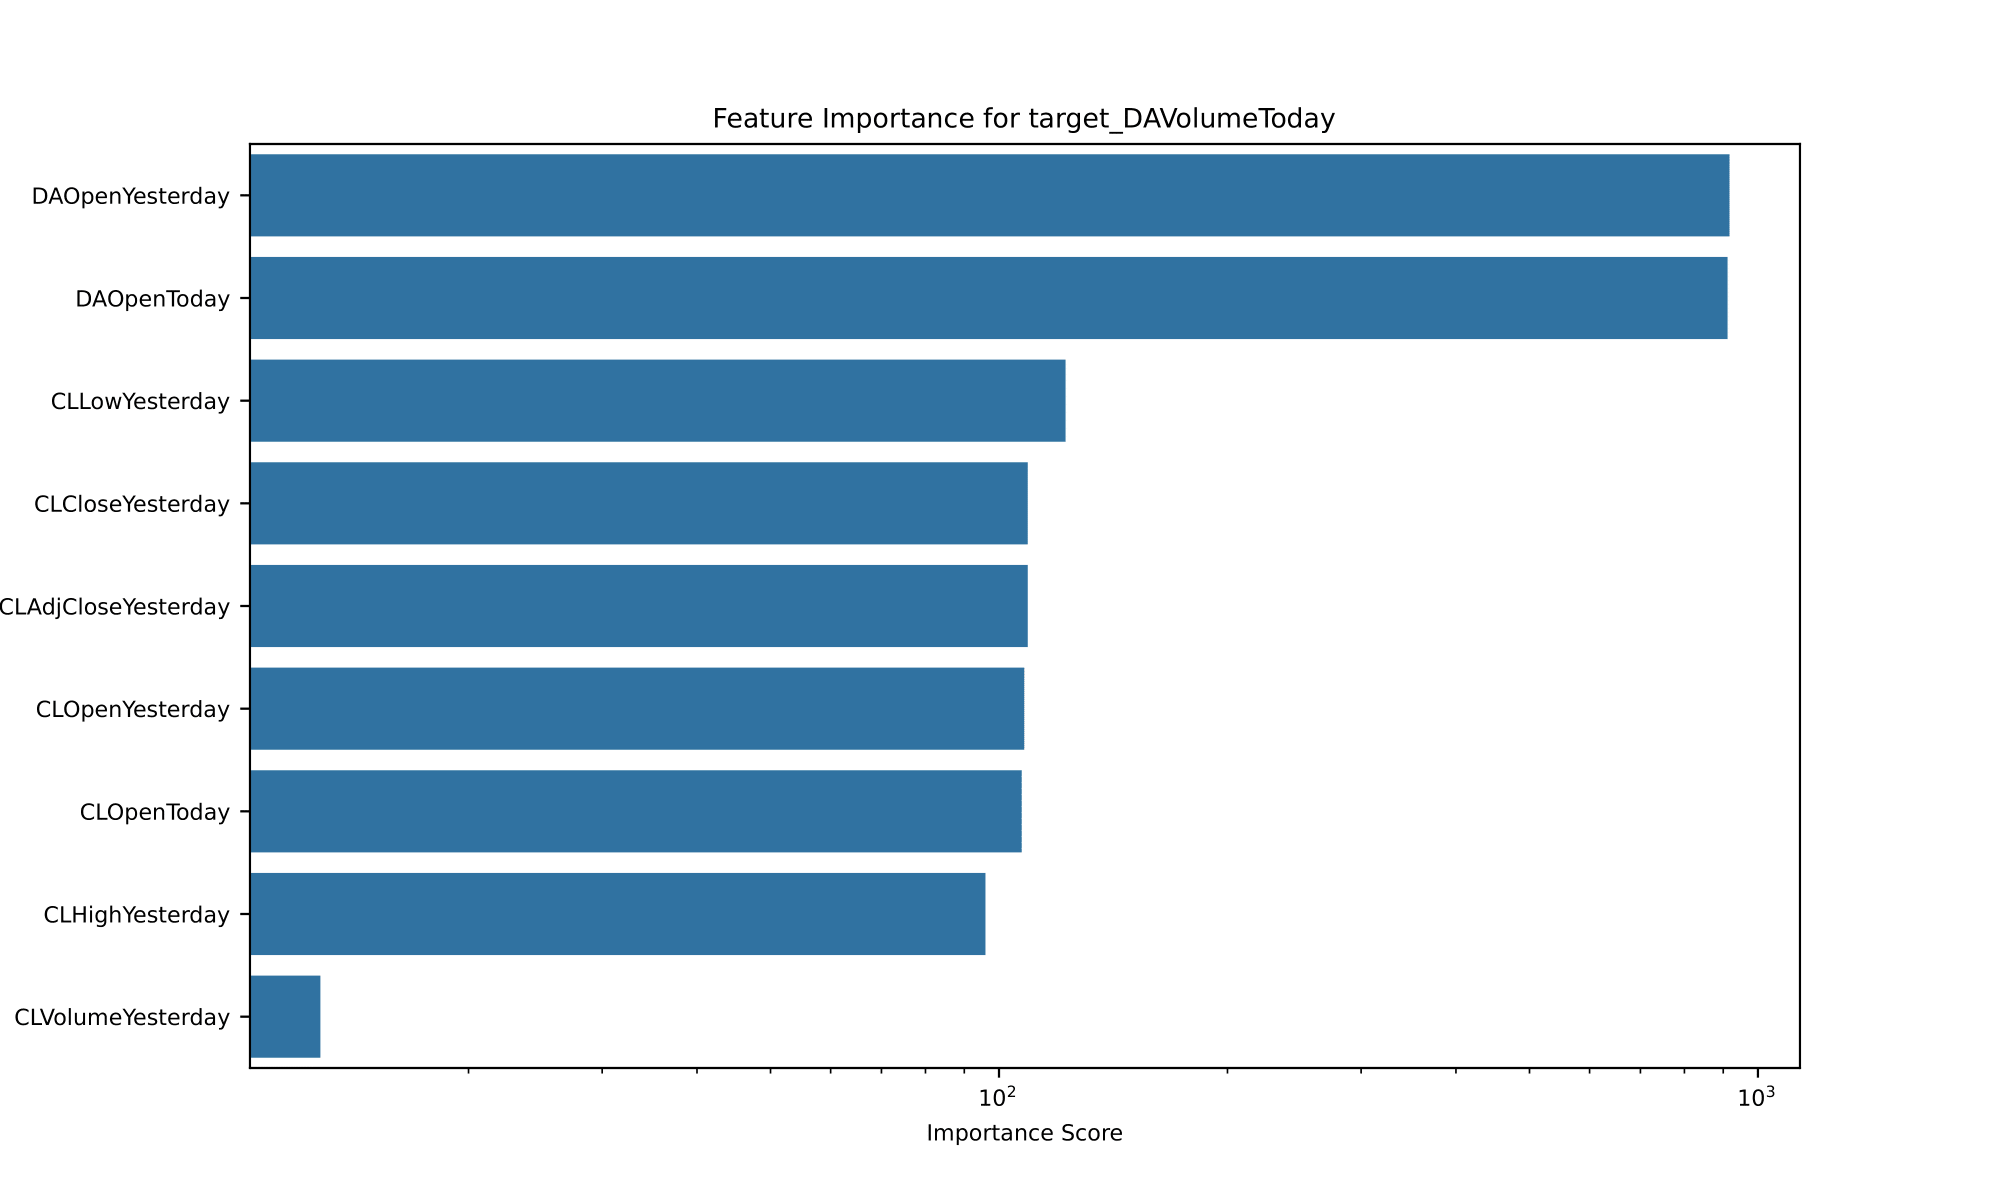 Feature Importance for target_DAVolumeToday
DAOpenYesterday
DAOpenToday
CLLowYesterday
CLCloseYesterday
CLAdjCloseYesterday
CLOpenYesterday
CLOpenToday
CLHighYesterday
CLVolumeYesterday
10² 10³
Importance Score